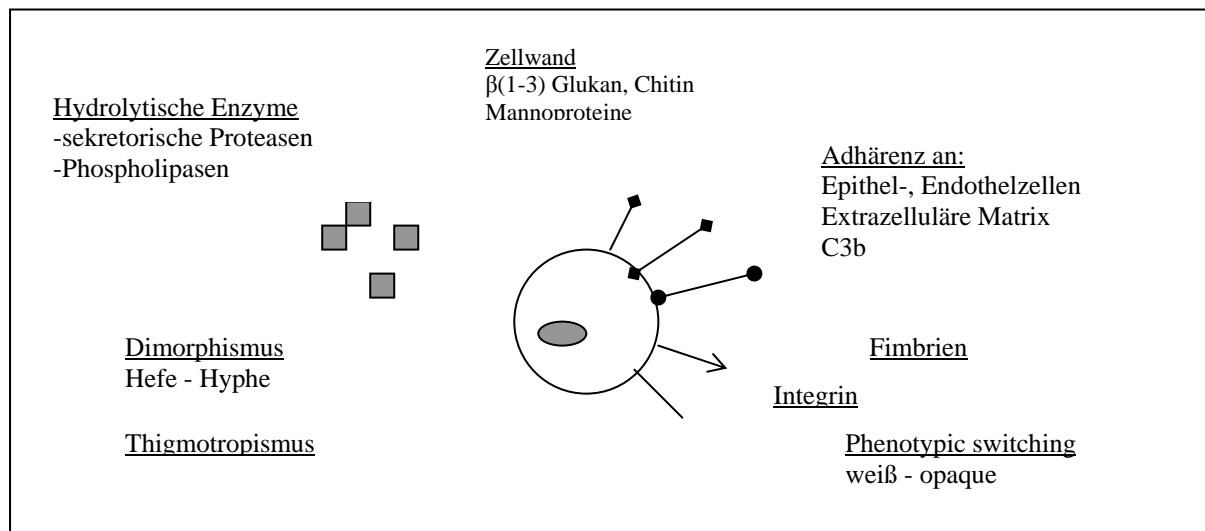 Zellwand
β(1-3) Glukan, Chitin
Mannoproteine
Hydrolytische Enzyme
-sekretorische Proteasen
-Phospholipasen
Adhärenz an:
Epithel-, Endothelzellen
Extrazelluläre Matrix
C3b
Dimorphismus
Hefe - Hyphe
Fimbrien
Integrin
Thigmotropismus
Phenotypic switching
weiß - opaque